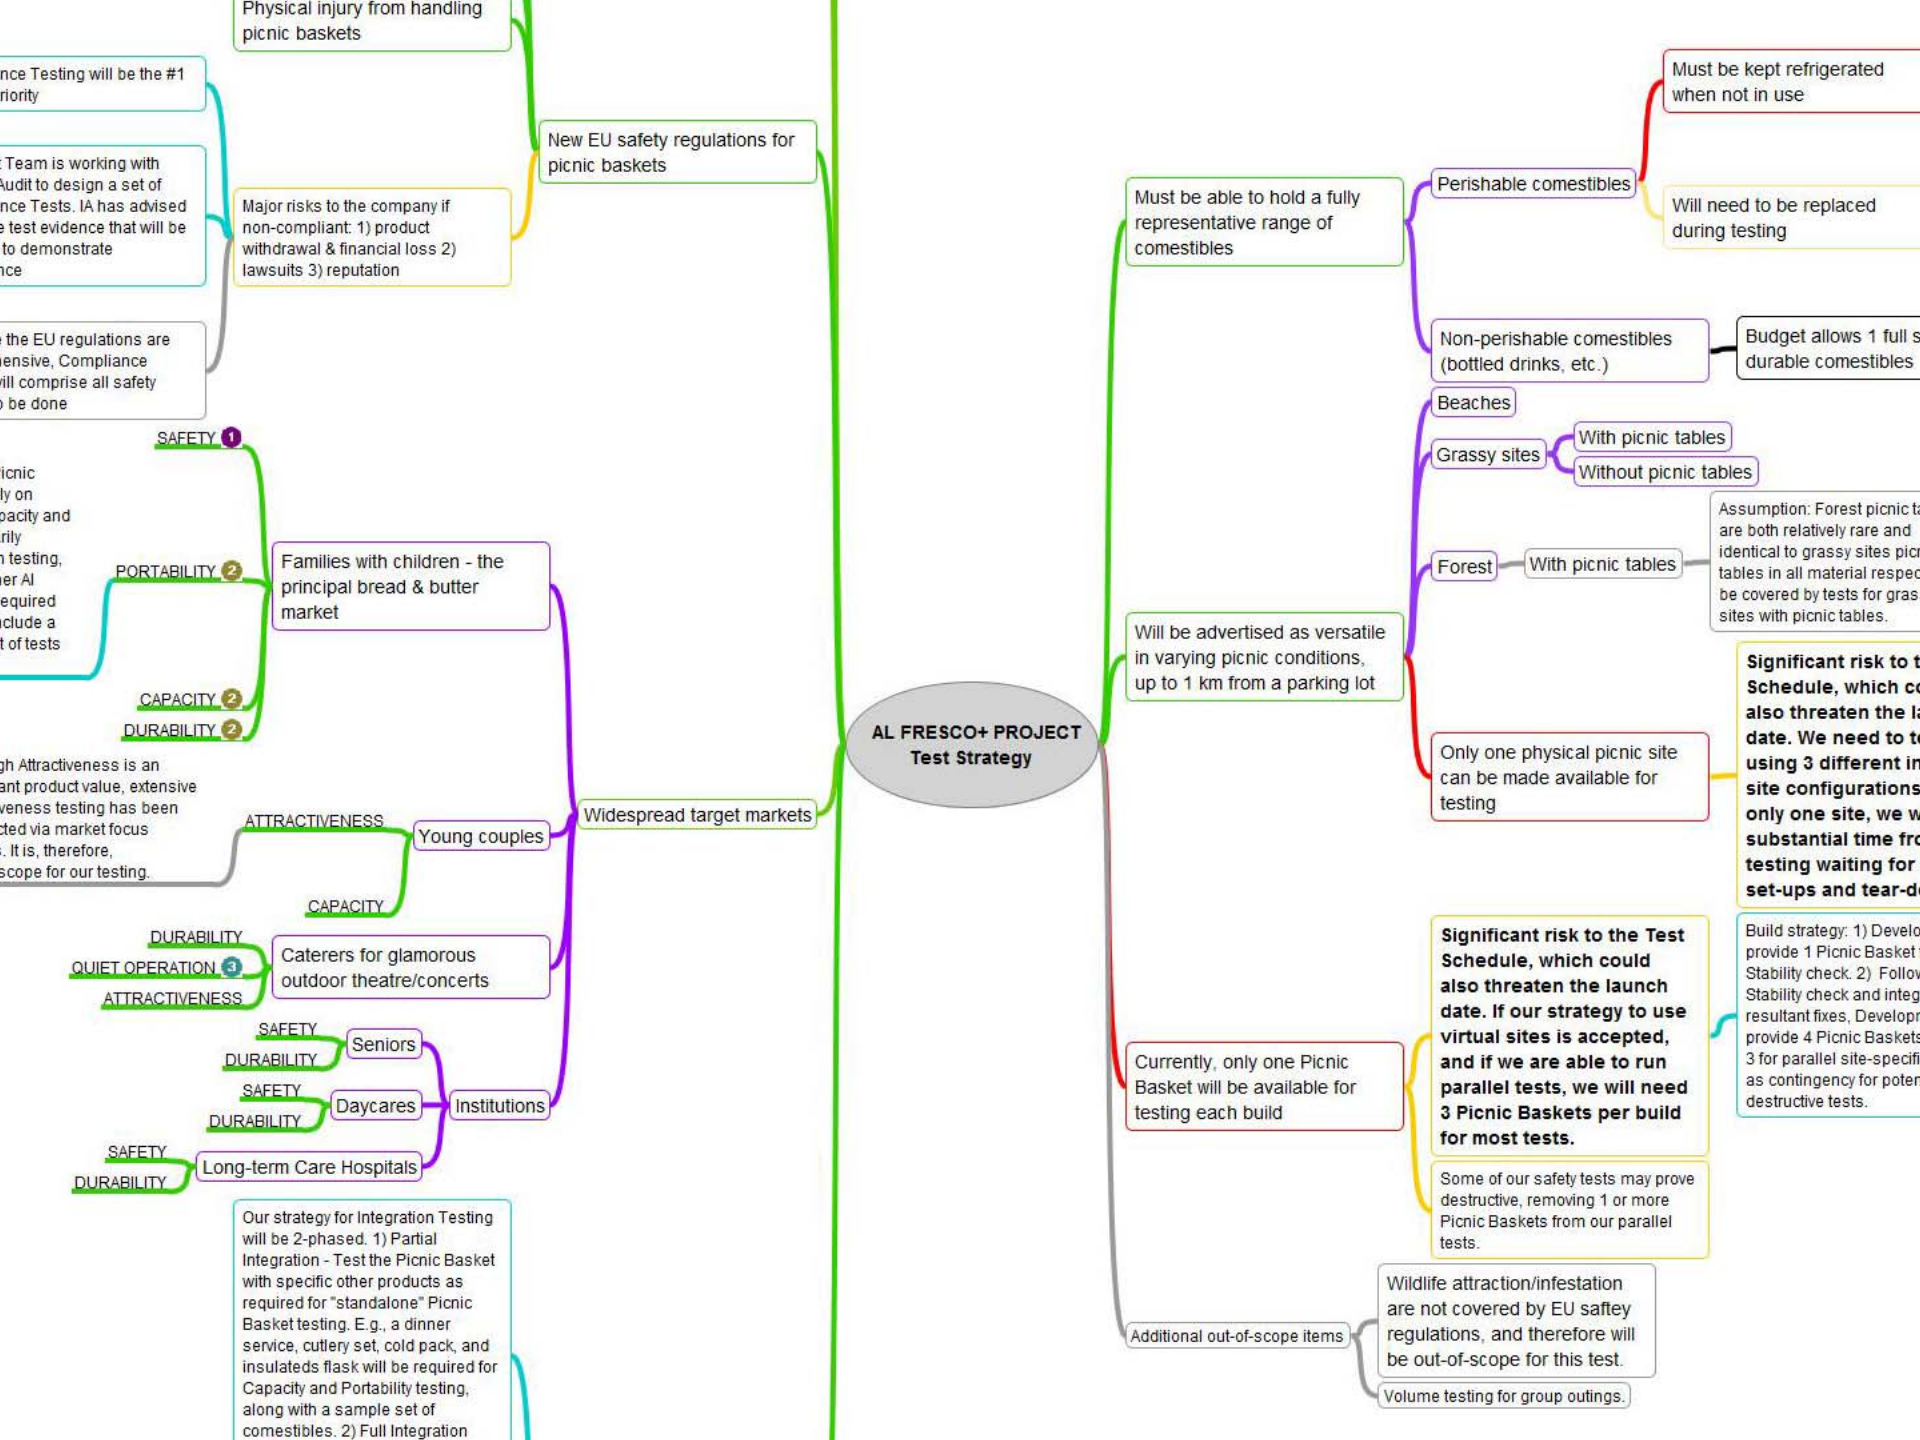 Physical injury from handling
picnic baskets
nce Testing will be the #1
riority
New EU safety regulations for
picnic baskets
Team is working with
Audit to design a set of
nce Tests. IA has advised
e test evidence that will be
to demonstrate
nce
Major risks to the company if
non-compliant: 1) product
withdrawal & financial loss 2)
lawsuits 3) reputation
e the EU regulations are
ensive, Compliance
will comprise all safety
o be done
SAFETY 1
icnic
ly on
pacity and
rily
n testing,
er AI
equired
nclude a
t of tests
PORTABILITY 2
Families with children - the
principal bread & butter
market
CAPACITY 2
DURABILITY 2
gh Attractiveness is an
ant product value, extensive
veness testing has been
cted via market focus
s. It is, therefore,
scope for our testing.
ATTRACTIVENESS
Young couples
CAPACITY
Widespread target markets
DURABILITY
QUIET OPERATION 3
ATTRACTIVENESS
Caterers for glamorous
outdoor theatre/concerts
SAFETY
DURABILITY
Seniors
SAFETY
DURABILITY
Daycares
Institutions
SAFETY
DURABILITY
Long-term Care Hospitals
Our strategy for Integration Testing
will be 2-phased. 1) Partial
Integration - Test the Picnic Basket
with specific other products as
required for "standalone" Picnic
Basket testing. E.g., a dinner
service, cutlery set, cold pack, and
insulateds flask will be required for
Capacity and Portability testing,
along with a sample set of
comestibles. 2) Full Integration
AL FRESCO+ PROJECT
Test Strategy
Must be able to hold a fully
representative range of
comestibles
Perishable comestibles
Must be kept refrigerated
when not in use
Will need to be replaced
during testing
Non-perishable comestibles
(bottled drinks, etc.)
Budget allows 1 full s
durable comestibles
Will be advertised as versatile
in varying picnic conditions,
up to 1 km from a parking lot
Beaches
Grassy sites
With picnic tables
Without picnic tables
Forest
With picnic tables
Assumption: Forest picnic ta
are both relatively rare and
identical to grassy sites picn
tables in all material respec
be covered by tests for gras
sites with picnic tables.
Only one physical picnic site
can be made available for
testing
Significant risk to t
Schedule, which co
also threaten the la
date. We need to te
using 3 different in
site configurations
only one site, we w
substantial time fro
testing waiting for
set-ups and tear-do
Currently, only one Picnic
Basket will be available for
testing each build
Significant risk to the Test
Schedule, which could
also threaten the launch
date. If our strategy to use
virtual sites is accepted,
and if we are able to run
parallel tests, we will need
3 Picnic Baskets per build
for most tests.
Build strategy: 1) Develo
provide 1 Picnic Basket
Stability check. 2) Follow
Stability check and integ
resultant fixes, Developm
provide 4 Picnic Baskets
3 for parallel site-specifi
as contingency for poten
destructive tests.
Some of our safety tests may prove
destructive, removing 1 or more
Picnic Baskets from our parallel
tests.
Additional out-of-scope items
Wildlife attraction/infestation
are not covered by EU saftey
regulations, and therefore will
be out-of-scope for this test.
Volume testing for group outings.